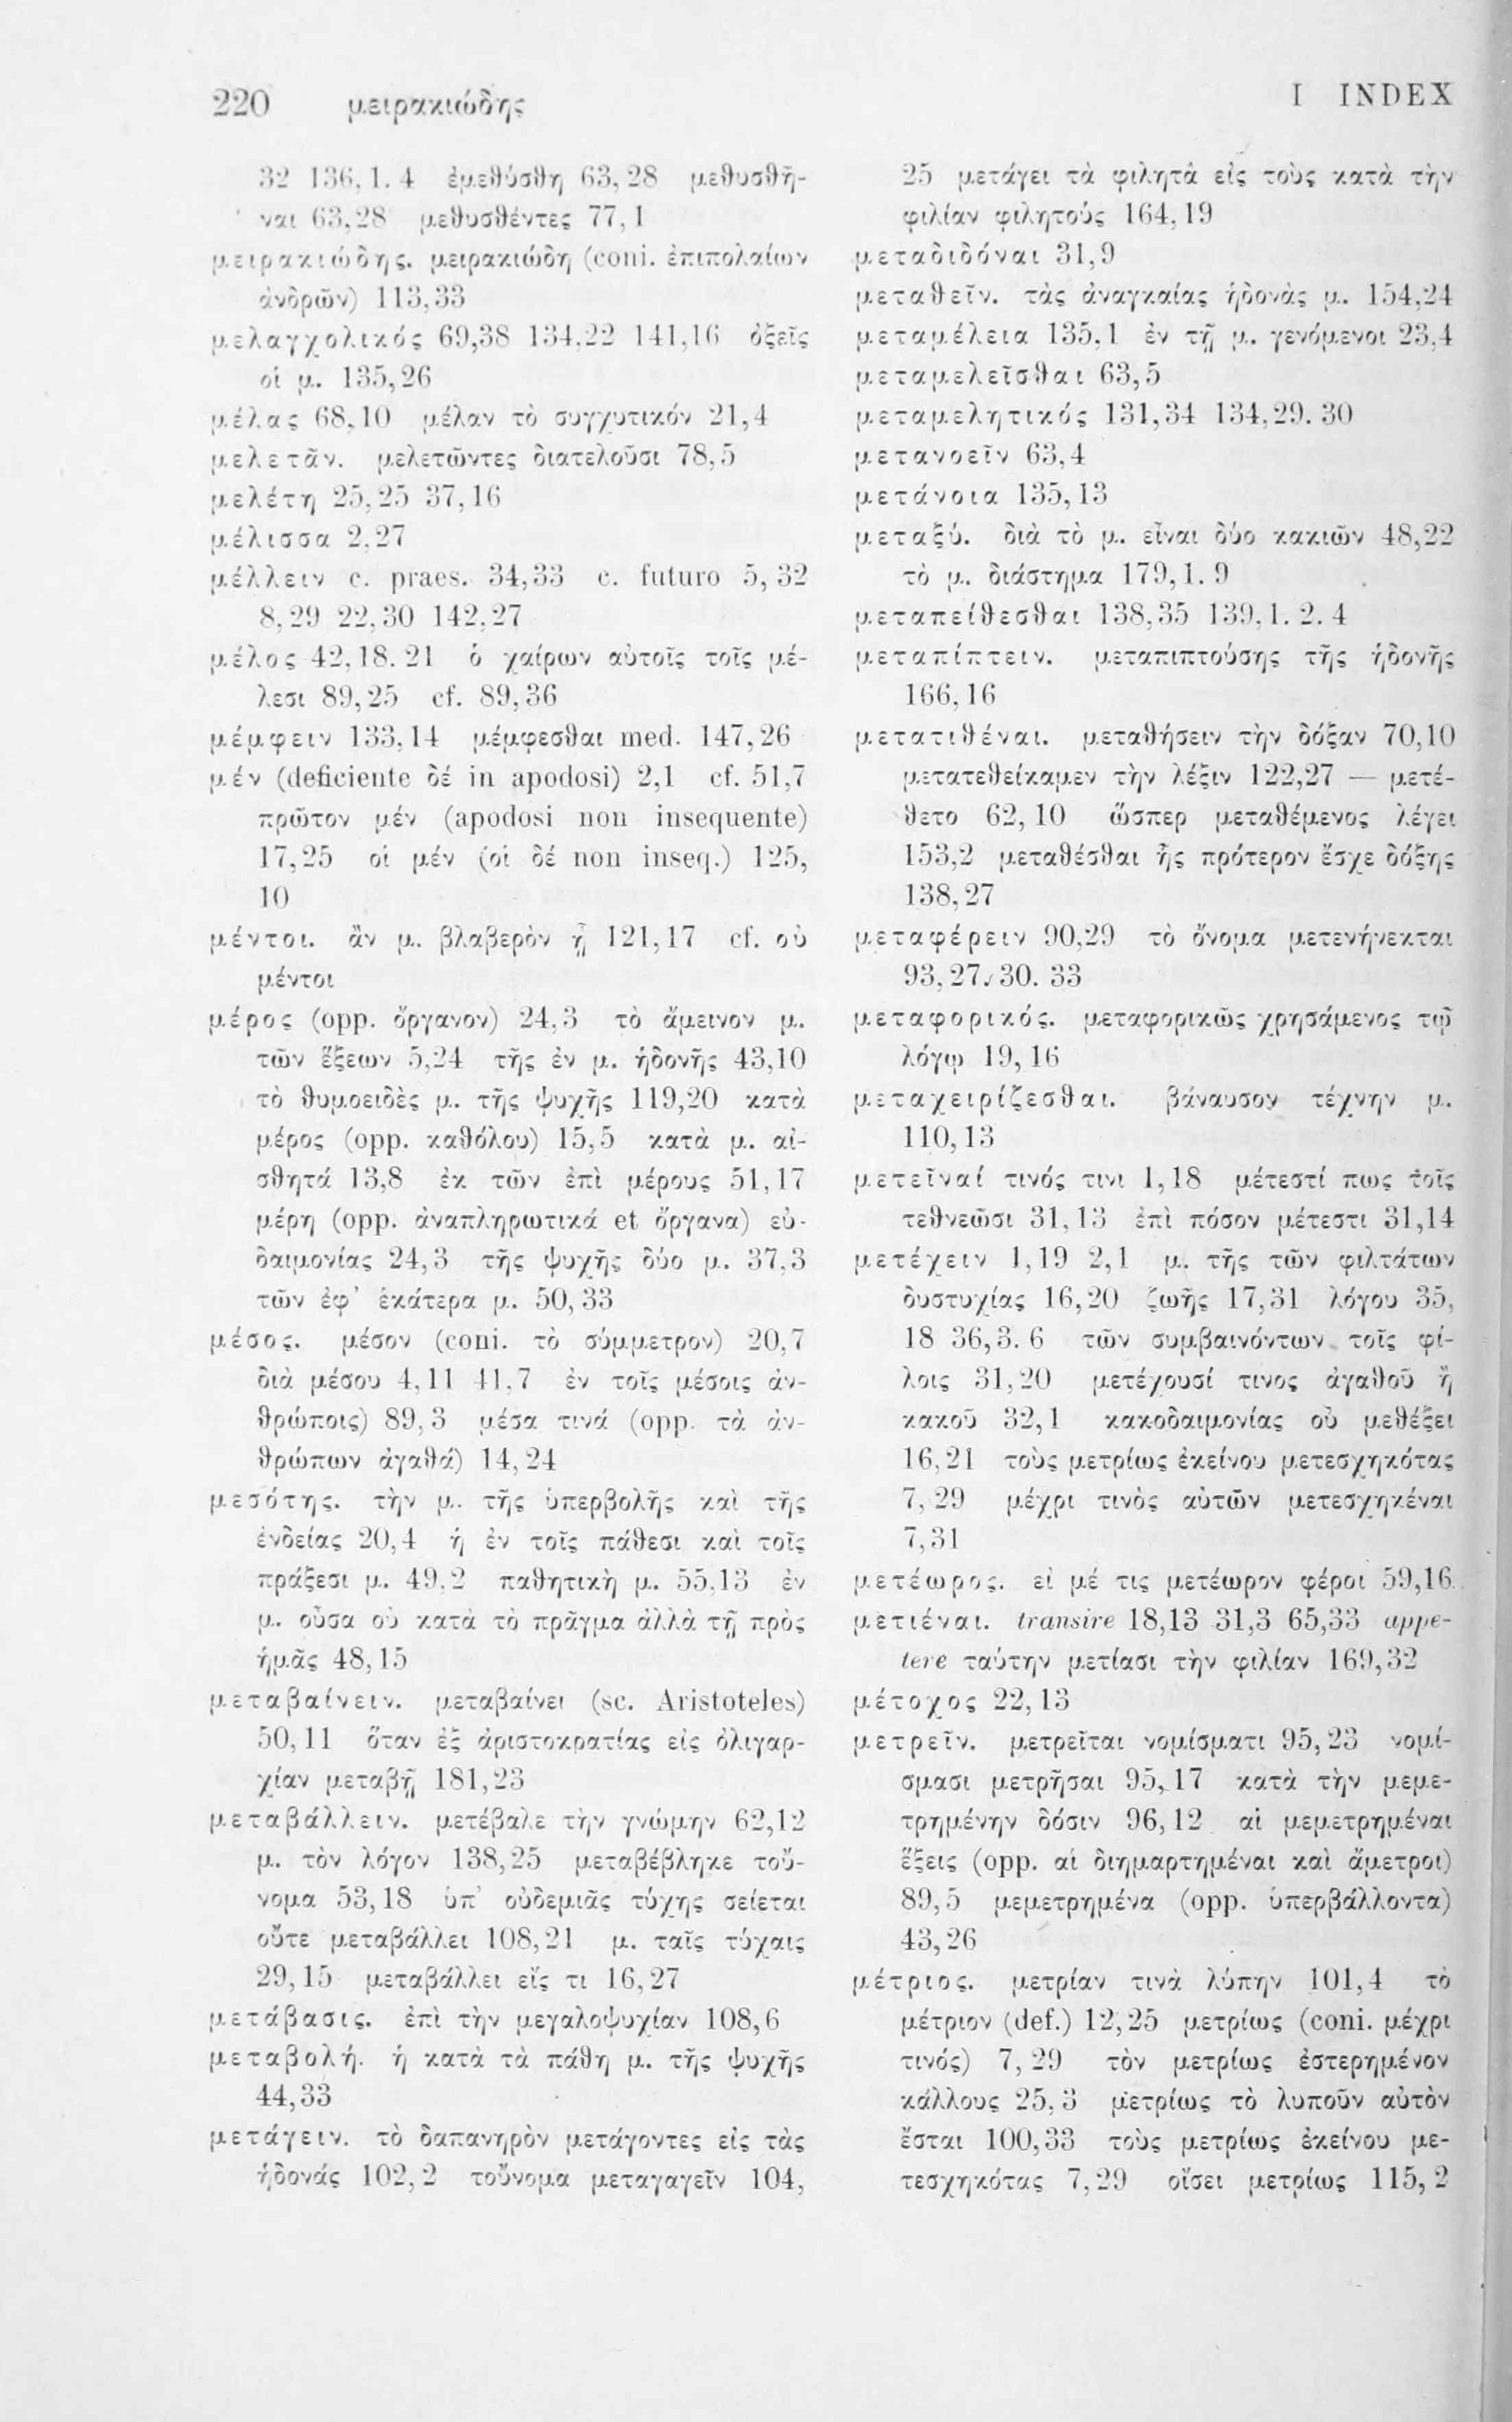 220 μειρακιώδης
I INDEX
32 136, 1. 4 ἐμεθύσθη 63, 28 μεθυσθῆ-
ναι 63,28 μεθυσθέντες 77, 1
μειρακιώδης. μειρακιώδη (coni. ἐπιπολαίων
ἀνδρῶν) 113,33
μελαγχολικός 69,38 134,22 141,16 ὀξεῖς
οἱ μ. 135,26
μέλας 68,10 μέλαν τὸ συγχυτικόν 21,4
μελετᾶν. μελετῶντες διατελοῦσι 78,5
μελέτη 25,25 37,16
μέλισσα 2,27
μέλλειν c. praes. 34,33 c. futuro 5, 32
8,29 22,30 142,27
μέλος 42,18. 21 ὁ χαίρων αὐτοῖς τοῖς μέ-
λεσι 89,25 cf. 89,36
μέμφειν 133,14 μέμφεσθαι med. 147,26
μέν (deficiente δέ in apodosi) 2,1 cf. 51,7
πρῶτον μέν (apodosi non insequente)
17,25 οἱ μέν (οἱ δέ non inseq.) 125,
10
μέντοι. ἂν μ. βλαβερὸν ᾖ 121,17 cf. οὐ
μέντοι
μέρος (opp. ὄργανον) 24,3 τὸ ἄμεινον μ.
τῶν ἕξεων 5,24 τῆς ἐν μ. ἡδονῆς 43,10
τὸ θυμοειδὲς μ. τῆς ψυχῆς 119,20 κατὰ
μέρος (opp. καθόλου) 15,5 κατὰ μ. αἰ-
σθητά 13,8 ἐκ τῶν ἐπὶ μέρους 51,17
μέρη (opp. ἀναπληρωτικά et ὄργανα) εὐ-
δαιμονίας 24,3 τῆς ψυχῆς δύο μ. 37,3
τῶν ἐφ᾽ ἑκάτερα μ. 50,33
μέσος. μέσον (coni. τὸ σύμμετρον) 20,7
διὰ μέσου 4,11 41,7 ἐν τοῖς μέσοις ἀν-
θρώποις) 89,3 μέσα τινά (opp. τὰ ἀν-
θρώπων ἀγαθά) 14,24
μεσότης. τὴν μ. τῆς ὑπερβολῆς καὶ τῆς
ἐνδείας 20,4 ἡ ἐν τοῖς πάθεσι καὶ τοῖς
πράξεσι μ. 49,2 παθητικὴ μ. 55,13 ἐν
μ. οὖσα οὐ κατὰ τὸ πρᾶγμα ἀλλὰ τῇ πρὸς
ἡμᾶς 48,15
μεταβαίνειν. μεταβαίνει (sc. Aristoteles)
50,11 ὅταν ἐξ ἀριστοκρατίας εἰς ὀλιγαρ-
χίαν μεταβῇ 181,23
μεταβάλλειν. μετέβαλε τὴν γνώμην 62,12
μ. τὸν λόγον 138,25 μεταβέβληκε τοὔ-
νομα 53,18 ὑπ᾽ οὐδεμιᾶς τύχης σείεται
οὔτε μεταβάλλει 108,21 μ. ταῖς τύχαις
29,15 μεταβάλλει εἴς τι 16,27
μετάβασις. ἐπὶ τὴν μεγαλοψυχίαν 108,6
μεταβολή. ἡ κατὰ τὰ πάθη μ. τῆς ψυχῆς
44,33
μετάγειν. τὸ δαπανηρὸν μετάγοντες εἰς τὰς
ἡδονάς 102,2 τοὔνομα μεταγαγεῖν 104,
25 μετάγει τὰ φιλητὰ εἰς τοὺς κατὰ τὴν
φιλίαν φιλητούς 164,19
μεταδιδόναι 31,9
μεταθεῖν. τὰς ἀναγκαίας ἡδονὰς μ. 154,24
μεταμέλεια 135,1 ἐν τῇ μ. γενόμενοι 23,4
μεταμελεῖσθαι 63,5
μεταμελητικός 131,34 134,29. 30
μετανοεῖν 63,4
μετάνοια 135,13
μεταξύ. διὰ τὸ μ. εἶναι δύο κακιῶν 48,22
τὸ μ. διάστημα 179,1. 9
μεταπείθεσθαι 138,35 139,1. 2. 4
μεταπίπτειν. μεταπιπτούσης τῆς ἡδονῆς
166,16
μετατιθέναι. μεταθήσειν τὴν δόξαν 70,10
μετατεθείκαμεν τὴν λέξιν 122,27 — μετέ-
θετο 62,10 ὥσπερ μεταθέμενος λέγει
153,2 μεταθέσθαι ἧς πρότερον ἔσχε δόξης
138,27
μεταφέρειν 90,29 τὸ ὄνομα μετενήνεκται
93,27. 30. 33
μεταφορικός. μεταφορικῶς χρησάμενος τῷ
λόγῳ 19,16
μεταχειρίζεσθαι. βάναυσον τέχνην μ.
110,13
μετεῖναί τινός τινι 1,18 μέτεστί πως τοῖς
τεθνεῶσι 31,13 ἐπὶ πόσον μέτεστι 31,14
μετέχειν 1,19 2,1 μ. τῆς τῶν φιλτάτων
δυστυχίας 16,20 ζωῆς 17,31 λόγου 35,
18 36,3. 6 τῶν συμβαινόντων τοῖς φί-
λοις 31,20 μετέχουσί τινος ἀγαθοῦ ἢ
κακοῦ 32,1 κακοδαιμονίας οὐ μεθέξει
16,21 τοὺς μετρίως ἐκείνου μετεσχηκότας
7,29 μέχρι τινὸς αὐτῶν μετεσχηκέναι
7,31
μετέωρος. εἰ μέ τις μετέωρον φέροι 59,16
μετιέναι. transire 18,13 31,3 65,33 appe-
tere ταύτην μετίασι τὴν φιλίαν 169,32
μέτοχος 22,13
μετρεῖν. μετρεῖται νομίσματι 95,23 νομί-
σμασι μετρῆσαι 95,17 κατὰ τὴν μεμε-
τρημένην δόσιν 96,12 αἱ μεμετρημέναι
ἕξεις (opp. αἱ διημαρτημέναι καὶ ἄμετροι)
89,5 μεμετρημένα (opp. ὑπερβάλλοντα)
43,26
μέτριος. μετρίαν τινὰ λύπην 101,4 τὸ
μέτριον (def.) 12,25 μετρίως (coni. μέχρι
τινός) 7,29 τὸν μετρίως ἐστερημένον
κάλλους 25,3 μετρίως τὸ λυποῦν αὐτὸν
ἔσται 100,33 τοὺς μετρίως ἐκείνου με-
τεσχηκότας 7,29 οἴσει μετρίως 115,2